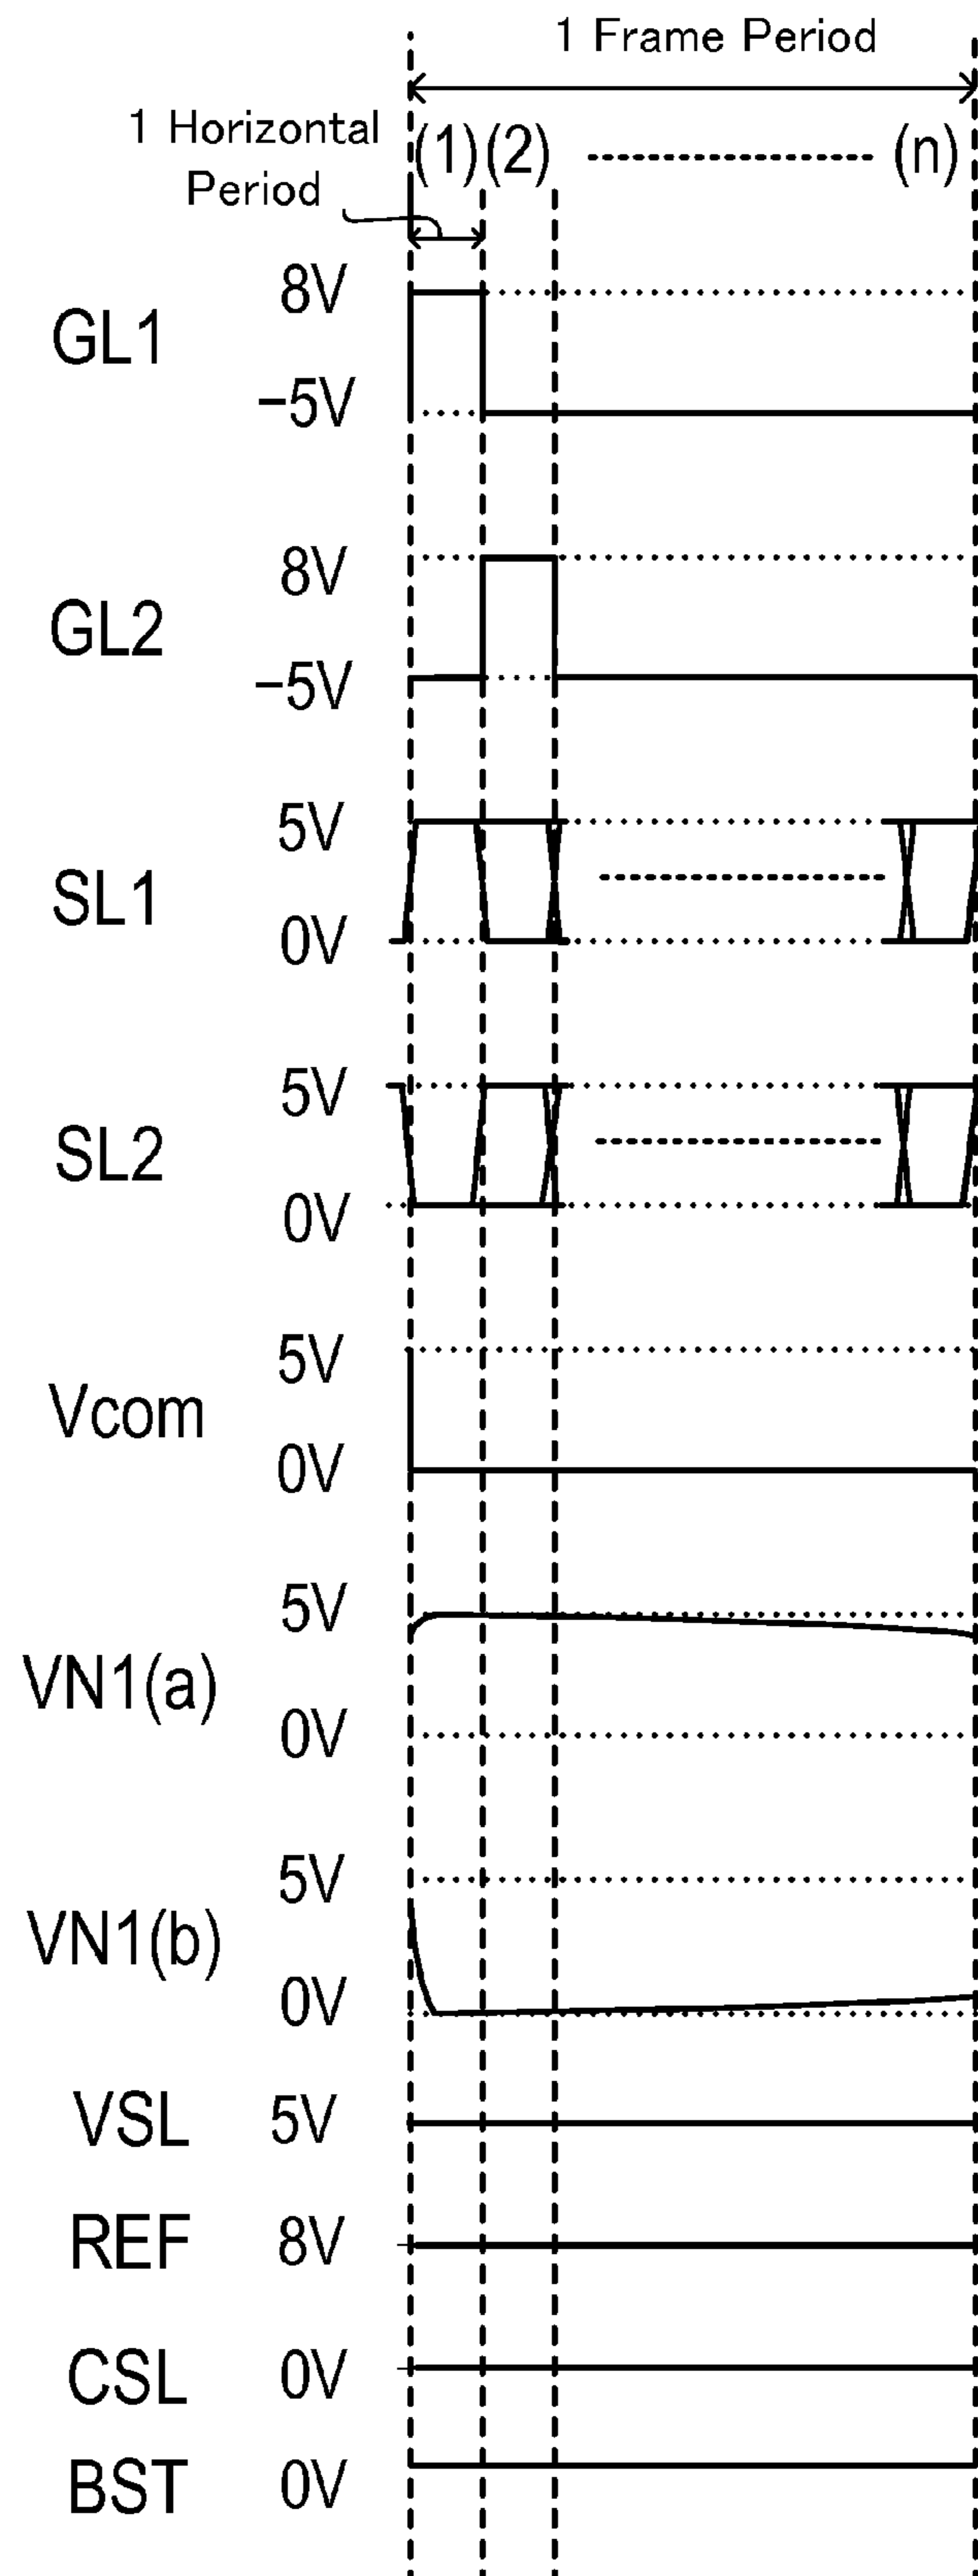 1 Frame Period
1 Horizontal
Period
(1) (2) (n)
8V
GL1
−5V
8V
GL2
−5V
5V
SL1
0V
5V
SL2
0V
5V
Vcom
0V
5V
VN1(a)
0V
5V
VN1(b)
0V
VSL 5V
REF 8V
CSL 0V
BST 0V